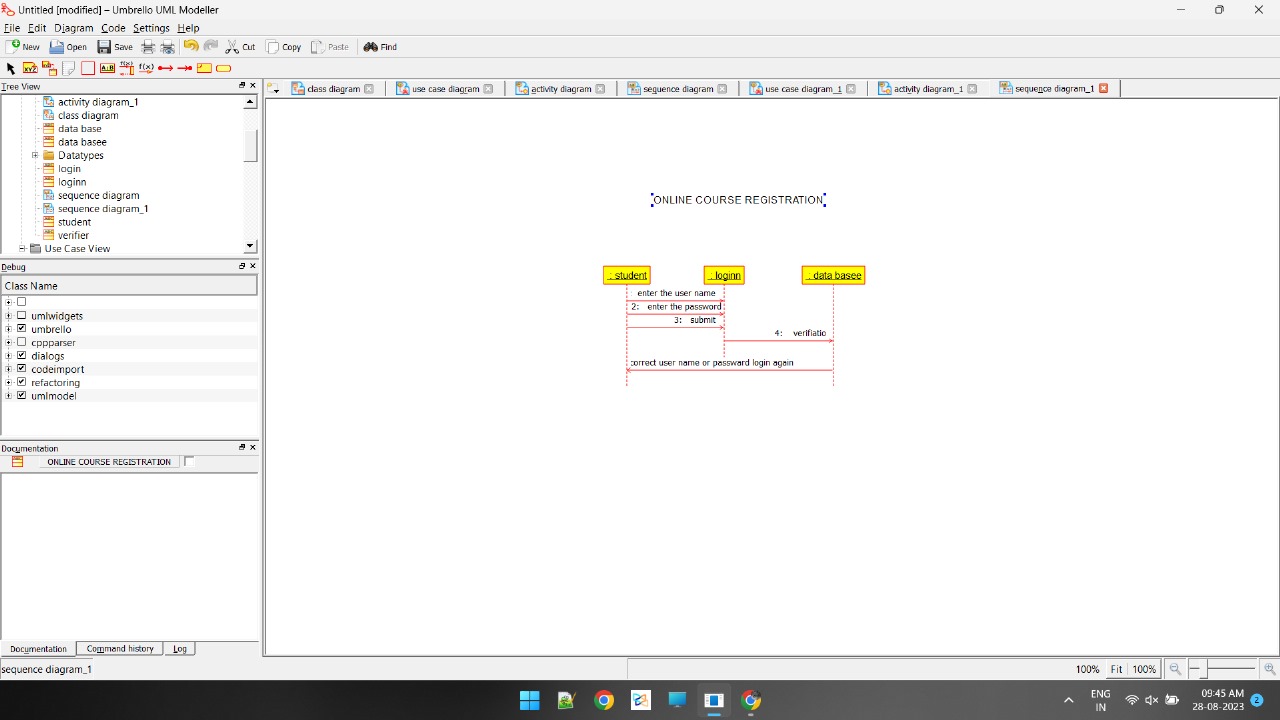 Untitled [modified] – Umbrello UML Modeller
File Edit Diagram Code Settings Help
New Open Save Cut Copy Paste Find
Tree View
class diagram use case diagram activity diagram sequence diagram use case diagram_1 activity diagram_1 sequence diagram_1
activity diagram_1
class diagram
data base
data basee
Datatypes
login
loginn
sequence diagram
sequence diagram_1
student
verifier
Use Case View
Debug
Class Name
umlwidgets
umbrello
cppparser
dialogs
codeimport
refactoring
umlmodel
Documentation
ONLINE COURSE REGISTRATION
Documentation Command history Log
ONLINE COURSE REGISTRATION
: student : loginn : data basee
enter the user name
2: enter the password
3: submit
4: verifiatio
correct user name or passward login again
sequence diagram_1
100% Fit 100%
ENG
IN
09:45 AM
28-08-2023
2